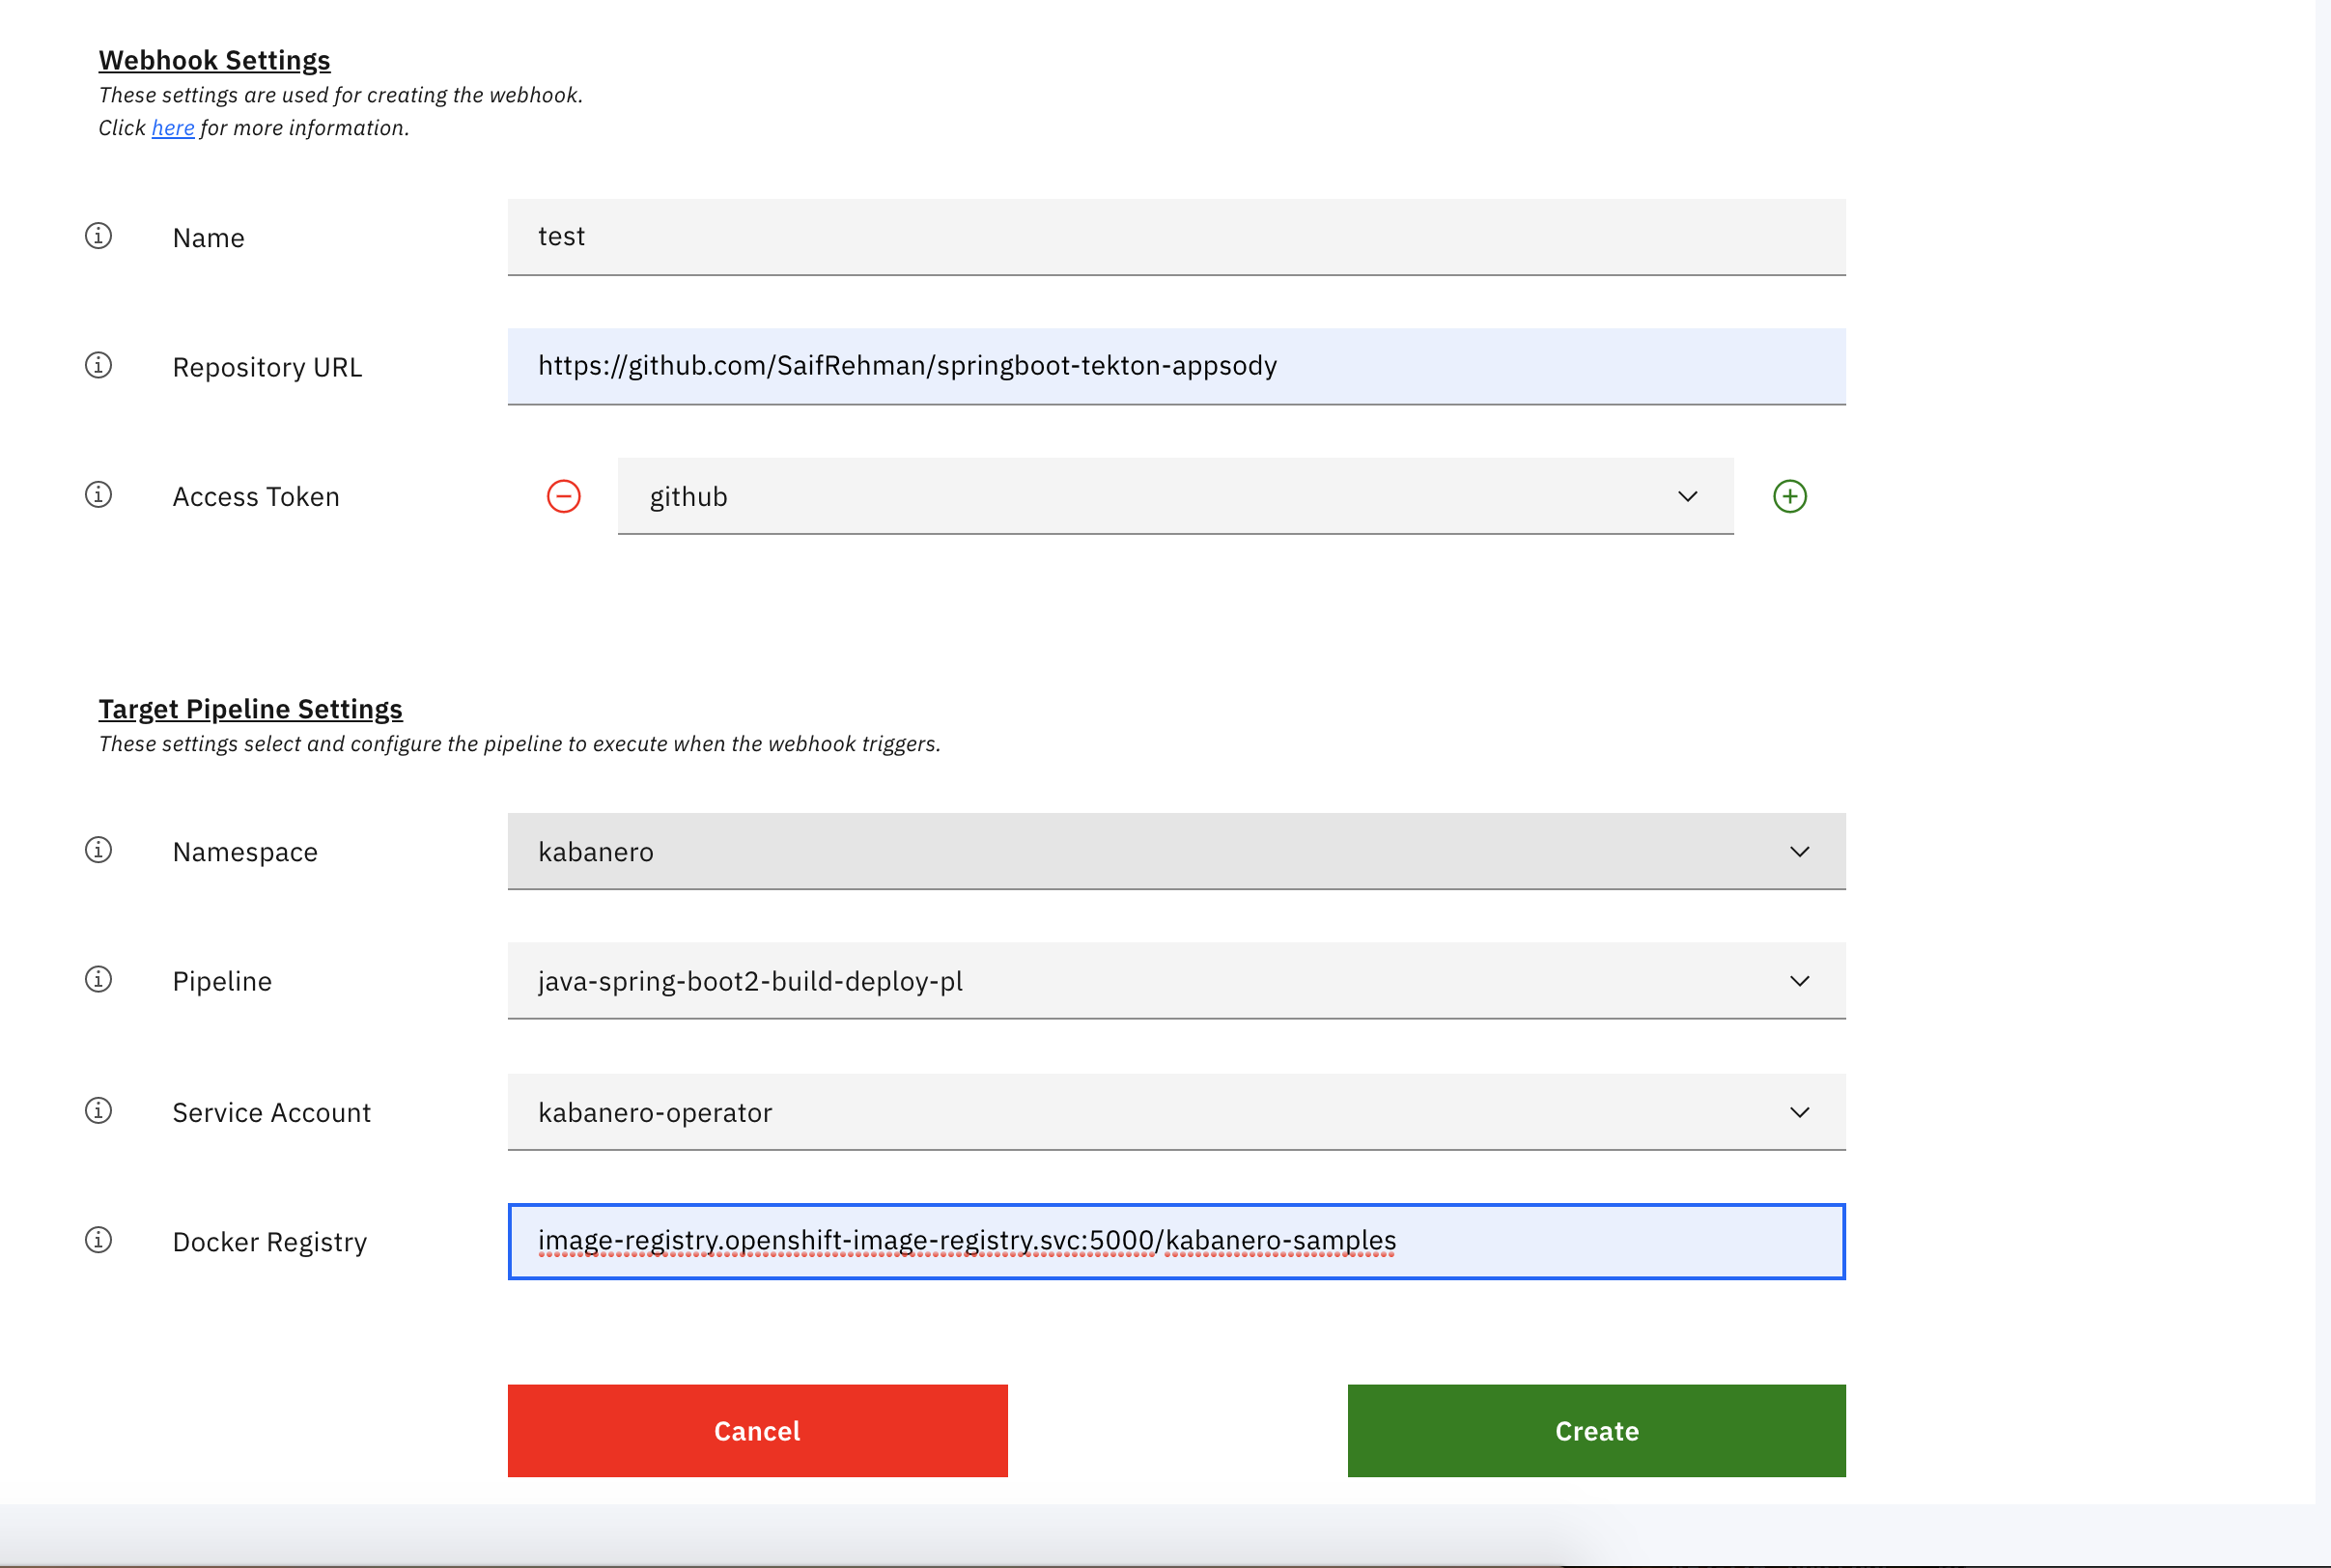 Webhook Settings
These settings are used for creating the webhook.
Click here for more information.
Name
test
Repository URL
https://github.com/SaifRehman/springboot-tekton-appsody
Access Token
github
Target Pipeline Settings
These settings select and configure the pipeline to execute when the webhook triggers.
Namespace
kabanero
Pipeline
java-spring-boot2-build-deploy-pl
Service Account
kabanero-operator
Docker Registry
image-registry.openshift-image-registry.svc:5000/kabanero-samples
Cancel
Create